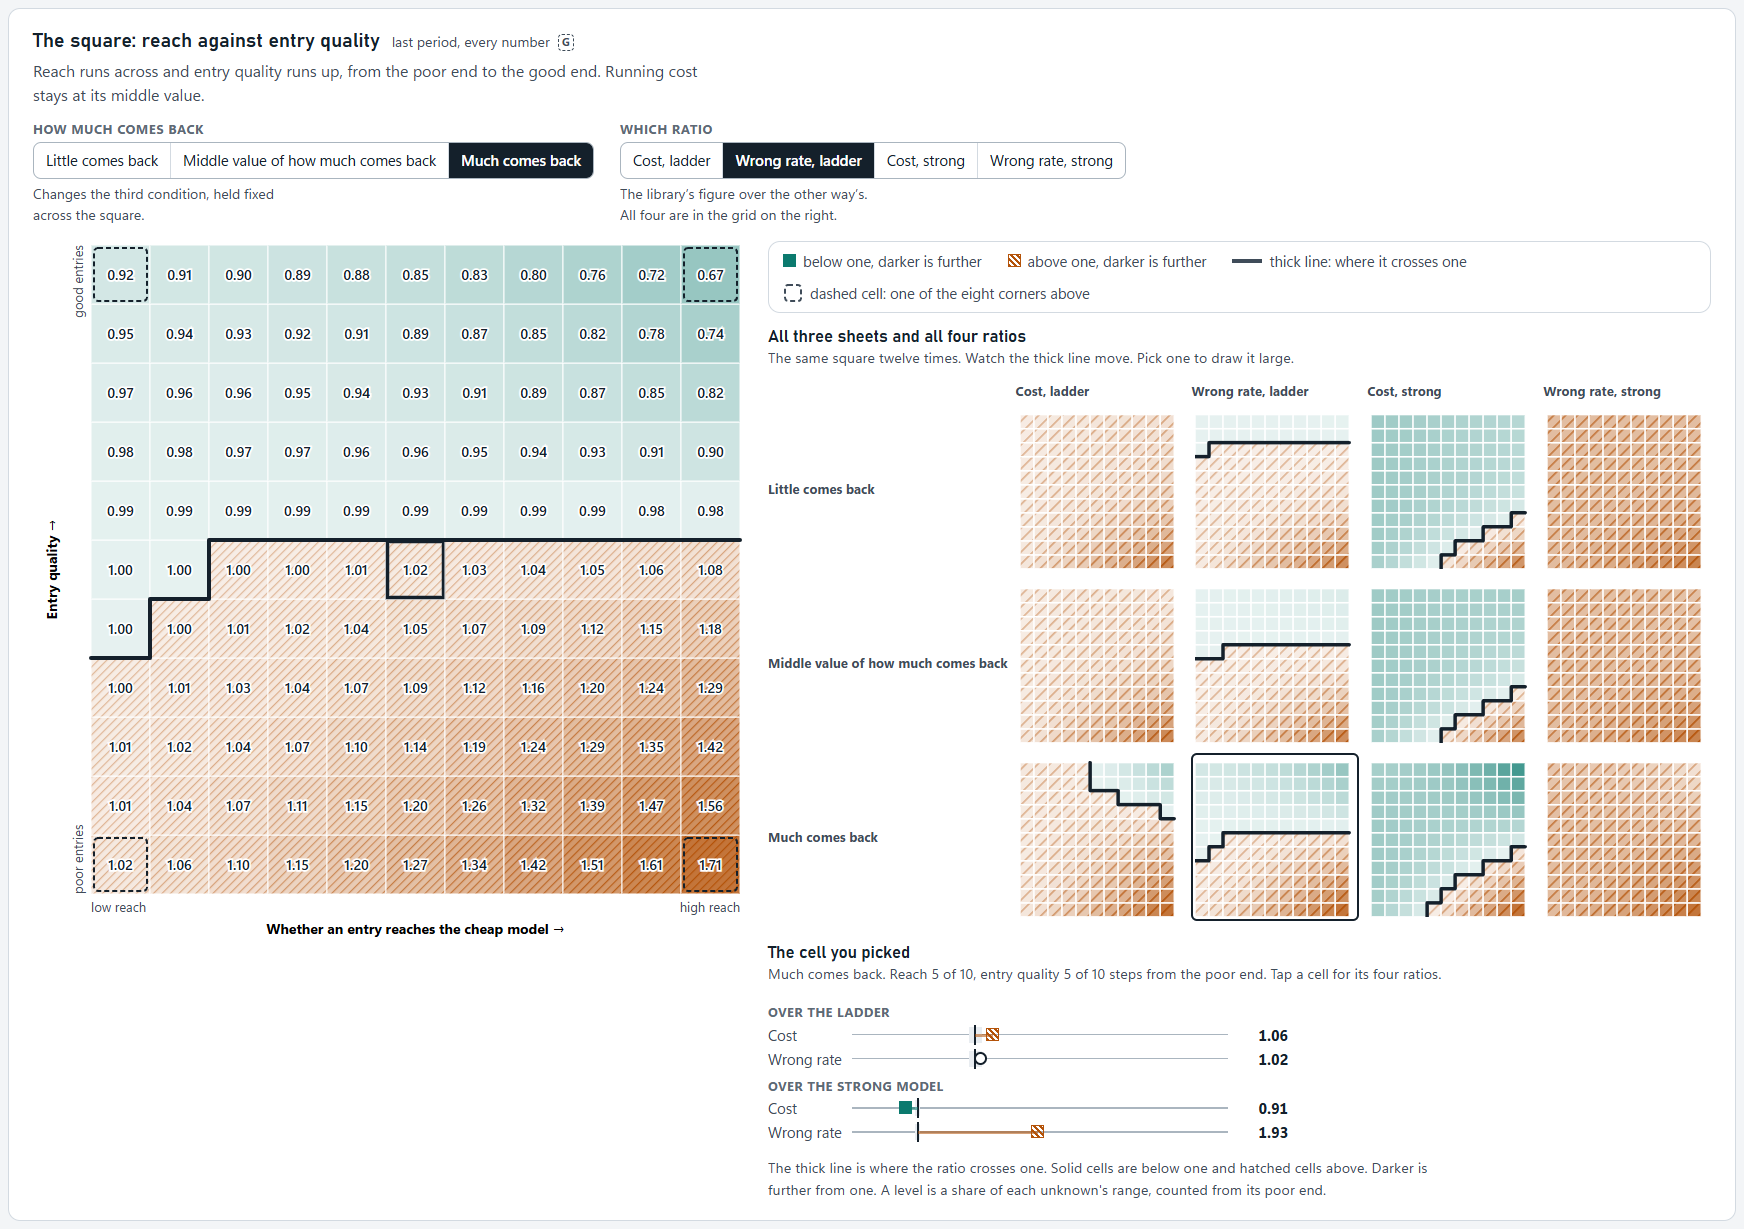 The square: reach against entry quality last period, every number G
Reach runs across and entry quality runs up, from the poor end to the good end. Running cost
stays at its middle value.
HOW MUCH COMES BACK
Little comes back Middle value of how much comes back Much comes back
Changes the third condition, held fixed
across the square.
WHICH RATIO
Cost, ladder Wrong rate, ladder Cost, strong Wrong rate, strong
The library's figure over the other way's.
All four are in the grid on the right.
good entries
Entry quality →
poor entries
0.92 0.91 0.90 0.89 0.88 0.85 0.83 0.80 0.76 0.72 0.67
0.95 0.94 0.93 0.92 0.91 0.89 0.87 0.85 0.82 0.78 0.74
0.97 0.96 0.96 0.95 0.94 0.93 0.91 0.89 0.87 0.85 0.82
0.98 0.98 0.97 0.97 0.96 0.96 0.95 0.94 0.93 0.91 0.90
0.99 0.99 0.99 0.99 0.99 0.99 0.99 0.99 0.99 0.98 0.98
1.00 1.00 1.00 1.00 1.01 1.02 1.03 1.04 1.05 1.06 1.08
1.00 1.00 1.01 1.02 1.04 1.05 1.07 1.09 1.12 1.15 1.18
1.00 1.01 1.03 1.04 1.07 1.09 1.12 1.16 1.20 1.24 1.29
1.01 1.02 1.04 1.07 1.10 1.14 1.19 1.24 1.29 1.35 1.42
1.01 1.04 1.07 1.11 1.15 1.20 1.26 1.32 1.39 1.47 1.56
1.02 1.06 1.10 1.15 1.20 1.27 1.34 1.42 1.51 1.61 1.71
low reach high reach
Whether an entry reaches the cheap model →
below one, darker is further above one, darker is further thick line: where it crosses one
dashed cell: one of the eight corners above
All three sheets and all four ratios
The same square twelve times. Watch the thick line move. Pick one to draw it large.
Cost, ladder Wrong rate, ladder Cost, strong Wrong rate, strong
Little comes back
Middle value of how much comes back
Much comes back
The cell you picked
Much comes back. Reach 5 of 10, entry quality 5 of 10 steps from the poor end. Tap a cell for its four ratios.
OVER THE LADDER
Cost 1.06
Wrong rate 1.02
OVER THE STRONG MODEL
Cost 0.91
Wrong rate 1.93
The thick line is where the ratio crosses one. Solid cells are below one and hatched cells above. Darker is
further from one. A level is a share of each unknown's range, counted from its poor end.